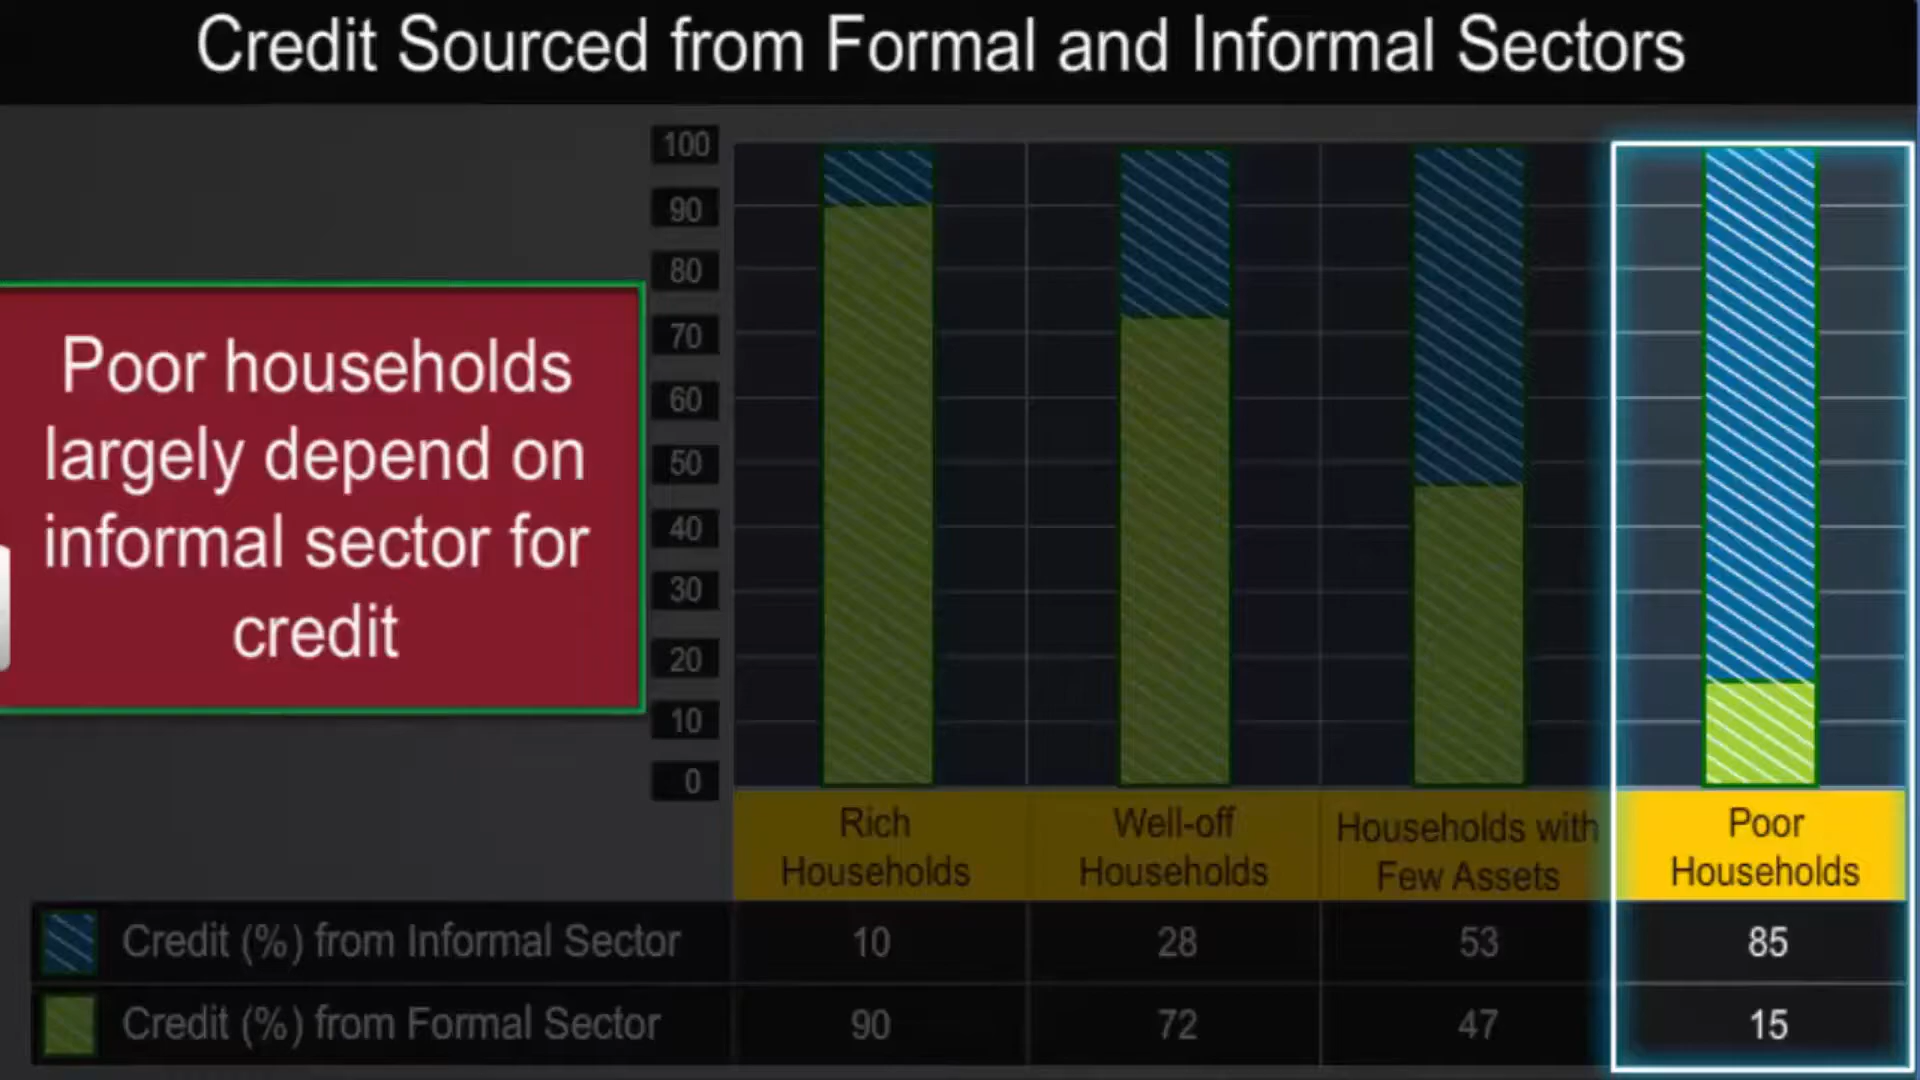 Credit Sourced from Formal and Informal Sectors
Poor households
largely depend on
informal sector for
credit
100
90
80
70
60
50
40
30
20
10
0
Rich
Households
Well-off
Households
Households with
Few Assets
Poor
Households
Credit (%) from Informal Sector 10 28 53 85
Credit (%) from Formal Sector 90 72 47 15